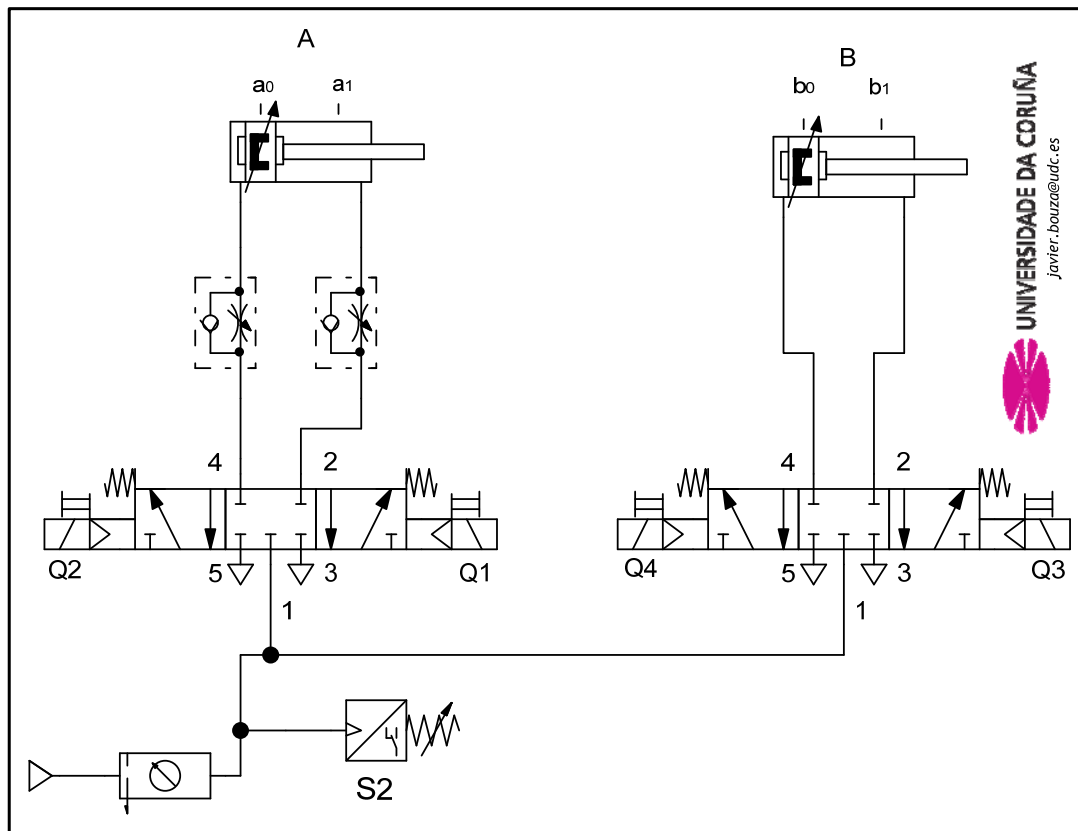 A
a0
a1
B
b0
b1
UNIVERSIDADE DA CORUÑA
javier.bouza@udc.es
4
2
Q2
5
3
Q1
1
4
2
Q4
5
3
Q3
1
S2